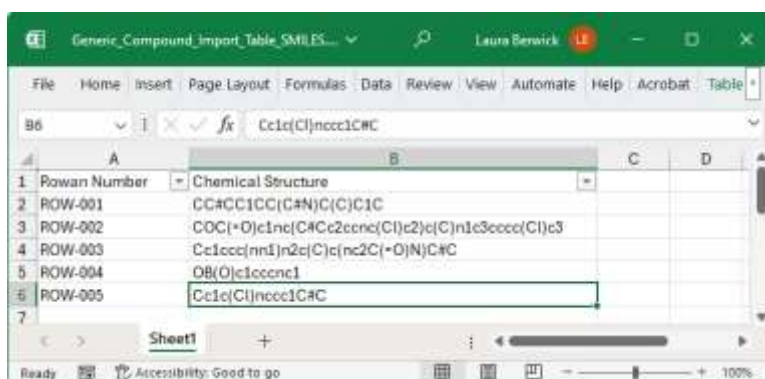 Generic_Compound_Import_Table_SMILES.... Laura Berwick LB
File Home Insert Page Layout Formulas Data Review View Automate Help Acrobat Table
B6 fx Cc1c(Cl)nccc1C#C
A B C D
1 Rowan Number Chemical Structure
2 ROW-001 CC#CC1CC(C#N)C(C)C1C
3 ROW-002 COC(=O)c1nc(C#Cc2ccnc(Cl)c2)c(C)n1c3cccc(Cl)c3
4 ROW-003 Cc1ccc(nn1)n2c(C)c(nc2C(=O)N)C#C
5 ROW-004 OB(O)c1cccnc1
6 ROW-005 Cc1c(Cl)nccc1C#C
7
Sheet1 +
Ready Accessibility: Good to go 100%